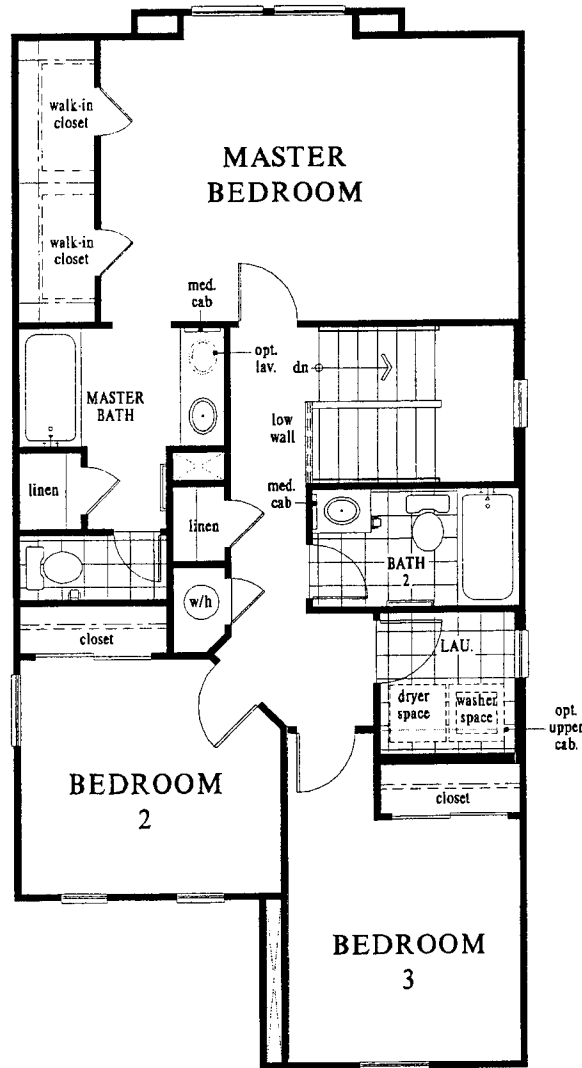 walk-in
closet
MASTER
BEDROOM
walk-in
closet
med.
cab
opt.
lav.
dn
MASTER
BATH
low
wall
linen
med.
cab
linen
BATH
2
w/h
closet
LAU.
dryer
space
washer
space
opt.
upper
cab.
BEDROOM
2
closet
BEDROOM
3